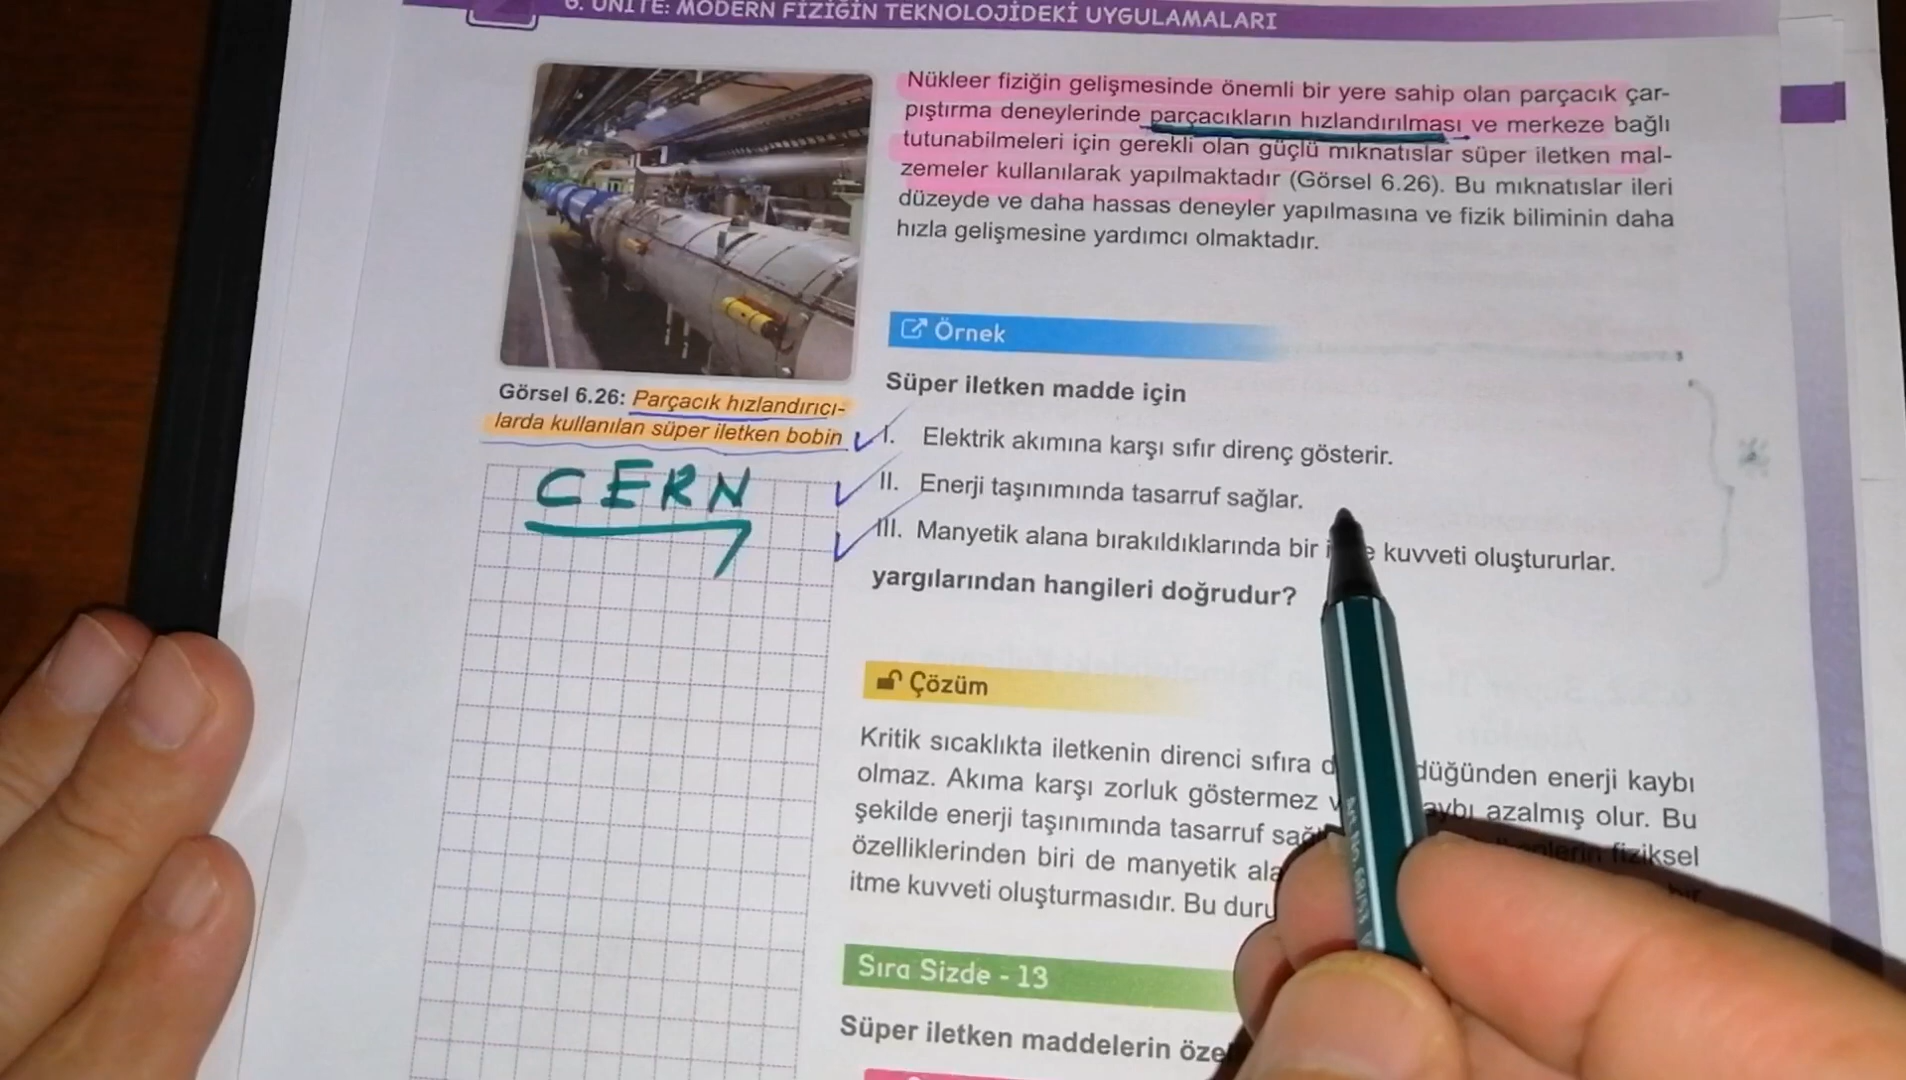 6. ÜNİTE: MODERN FİZİĞİN TEKNOLOJİDEKİ UYGULAMALARI
Nükleer fiziğin gelişmesinde önemli bir yere sahip olan parçacık çar-
pıştırma deneylerinde parçacıkların hızlandırılması ve merkeze bağlı
tutunabilmeleri için gerekli olan güçlü mıknatıslar süper iletken mal-
zemeler kullanılarak yapılmaktadır (Görsel 6.26). Bu mıknatıslar ileri
düzeyde ve daha hassas deneyler yapılmasına ve fizik biliminin daha
hızla gelişmesine yardımcı olmaktadır.
Görsel 6.26: Parçacık hızlandırıcı-
larda kullanılan süper iletken bobin
CERN
Örnek
Süper iletken madde için
I. Elektrik akımına karşı sıfır direnç gösterir.
II. Enerji taşınımında tasarruf sağlar.
III. Manyetik alana bırakıldıklarında bir kuvveti oluştururlar.
yargılarından hangileri doğrudur?
Çözüm
Kritik sıcaklıkta iletkenin direnci sıfıra enerji kaybı
olmaz. Akıma karşı zorluk göstermez azalmış olur. Bu
şekilde enerji taşınımında tasarruf fiziksel
özelliklerinden biri de manyetik bir
itme kuvveti oluşturmasıdır. Bu
Sıra Sizde - 13
Süper iletken maddelerin